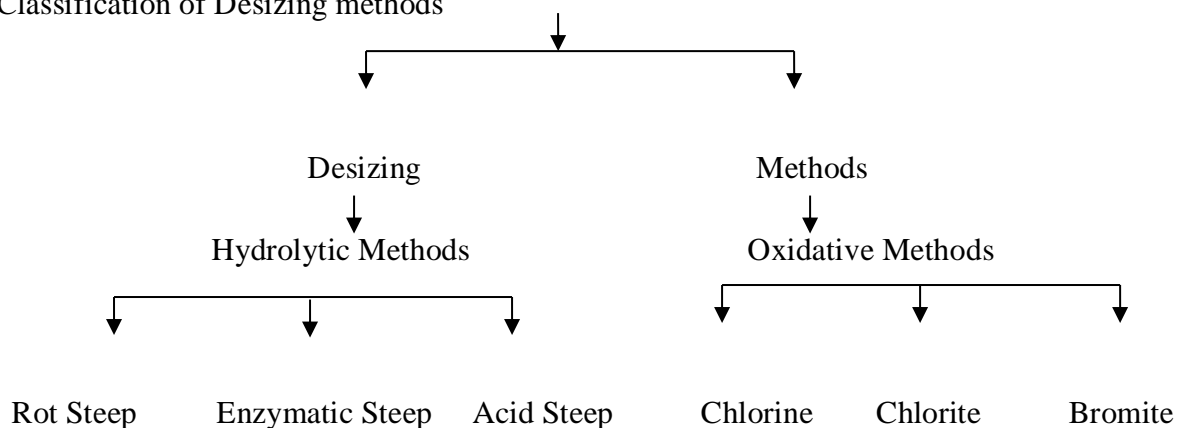 Classification of Desizing methods
Desizing Methods
Hydrolytic Methods Oxidative Methods
Rot Steep Enzymatic Steep Acid Steep Chlorine Chlorite Bromite